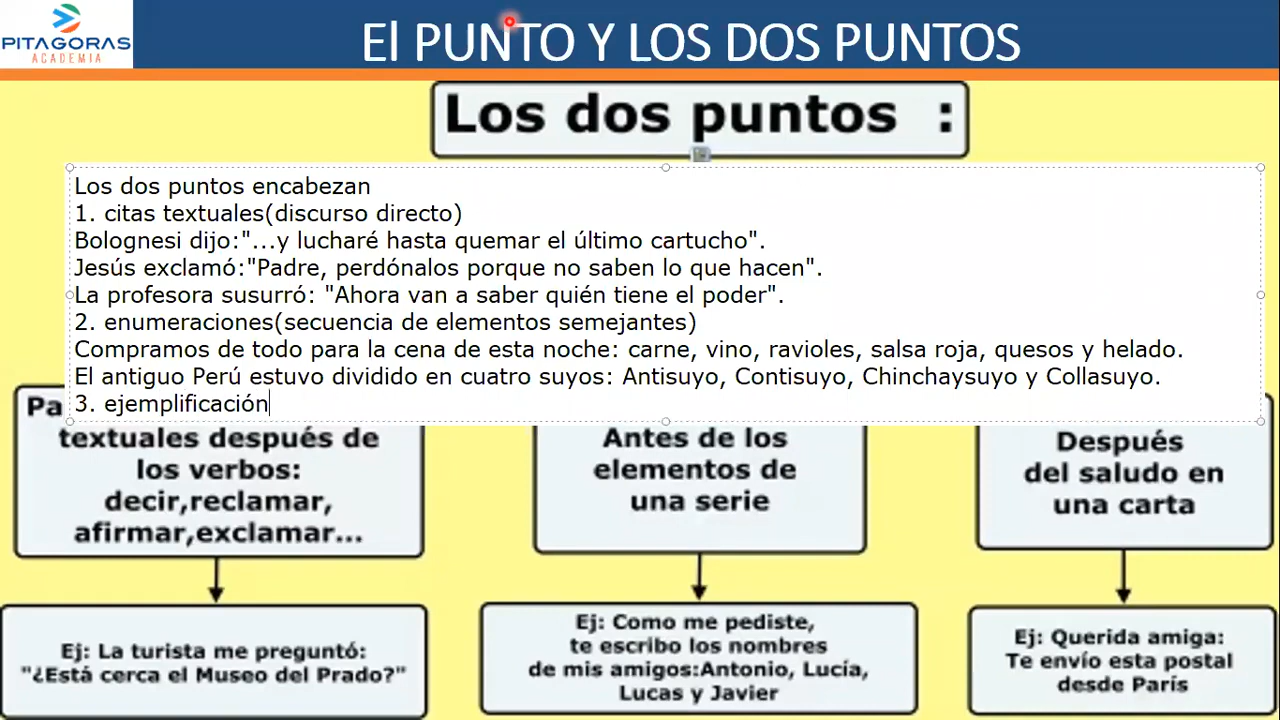 PITAGORAS
ACADEMIA
El PUNTO Y LOS DOS PUNTOS
Los dos puntos :
Los dos puntos encabezan
1. citas textuales(discurso directo)
Bolognesi dijo:"...y lucharé hasta quemar el último cartucho".
Jesús exclamó:"Padre, perdónalos porque no saben lo que hacen".
La profesora susurró: "Ahora van a saber quién tiene el poder".
2. enumeraciones(secuencia de elementos semejantes)
Compramos de todo para la cena de esta noche: carne, vino, ravioles, salsa roja, quesos y helado.
El antiguo Perú estuvo dividido en cuatro suyos: Antisuyo, Contisuyo, Chinchaysuyo y Collasuyo.
3. ejemplificación
textuales después de
los verbos:
decir,reclamar,
afirmar,exclamar...
Antes de los
elementos de
una serie
Después
del saludo en
una carta
Ej: La turista me preguntó:
"¿Está cerca el Museo del Prado?"
Ej: Como me pediste,
te escribo los nombres
de mis amigos:Antonio, Lucía,
Lucas y Javier
Ej: Querida amiga:
Te envío esta postal
desde París